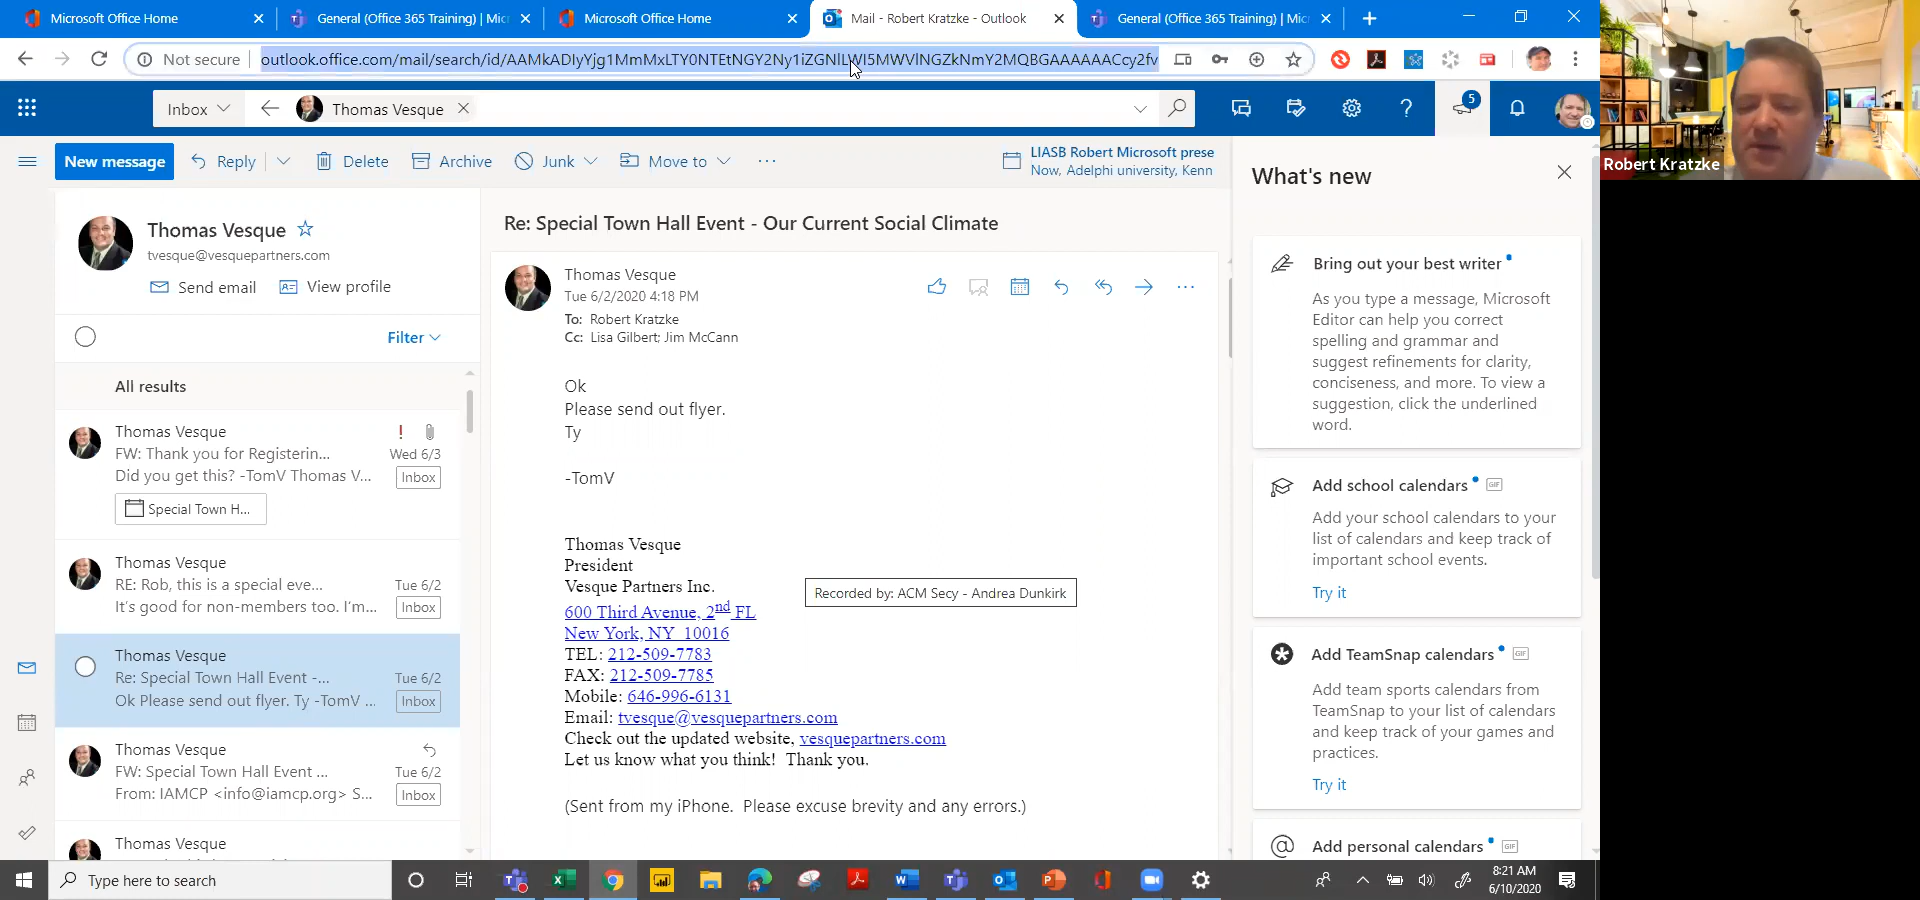 Microsoft Office Home
General (Office 365 Training) | Mic
Microsoft Office Home
Mail - Robert Kratzke - Outlook
General (Office 365 Training) | Mic
Not secure
outlook.office.com/mail/search/id/AAMkADIyYjg1MmMxLTY0NTEtNGY2Ny1iZGNlLWI5MWVlNGZkNmY2MQBGAAAAAACcy2fv
Inbox
Thomas Vesque
5
New message
Reply
Delete
Archive
Junk
Move to
LIASB Robert Microsoft prese
Now, Adelphi university, Kenn
Thomas Vesque
tvesque@vesquepartners.com
Send email
View profile
Filter
All results
Thomas Vesque
FW: Thank you for Registerin...
Wed 6/3
Did you get this? -TomV Thomas V...
Inbox
Special Town H...
Thomas Vesque
RE: Rob, this is a special eve...
Tue 6/2
It's good for non-members too. I'm...
Inbox
Thomas Vesque
Re: Special Town Hall Event -...
Tue 6/2
Ok Please send out flyer. Ty -TomV ...
Inbox
Thomas Vesque
FW: Special Town Hall Event ...
Tue 6/2
From: IAMCP <info@iamcp.org> S...
Inbox
Thomas Vesque
Re: Special Town Hall Event - Our Current Social Climate
Thomas Vesque
Tue 6/2/2020 4:18 PM
To: Robert Kratzke
Cc: Lisa Gilbert; Jim McCann
Ok
Please send out flyer.
Ty
-TomV
Thomas Vesque
President
Vesque Partners Inc.
600 Third Avenue, 2nd FL
New York, NY 10016
TEL: 212-509-7783
FAX: 212-509-7785
Mobile: 646-996-6131
Email: tvesque@vesquepartners.com
Check out the updated website, vesquepartners.com
Let us know what you think! Thank you.
(Sent from my iPhone. Please excuse brevity and any errors.)
Recorded by: ACM Secy - Andrea Dunkirk
What's new
Bring out your best writer
As you type a message, Microsoft
Editor can help you correct
spelling and grammar and
suggest refinements for clarity,
conciseness, and more. To view a
suggestion, click the underlined
word.
Add school calendars
GIF
Add your school calendars to your
list of calendars and keep track of
important school events.
Try it
Add TeamSnap calendars
GIF
Add team sports calendars from
TeamSnap to your list of calendars
and keep track of your games and
practices.
Try it
Add personal calendars
GIF
Robert Kratzke
Type here to search
8:21 AM
6/10/2020